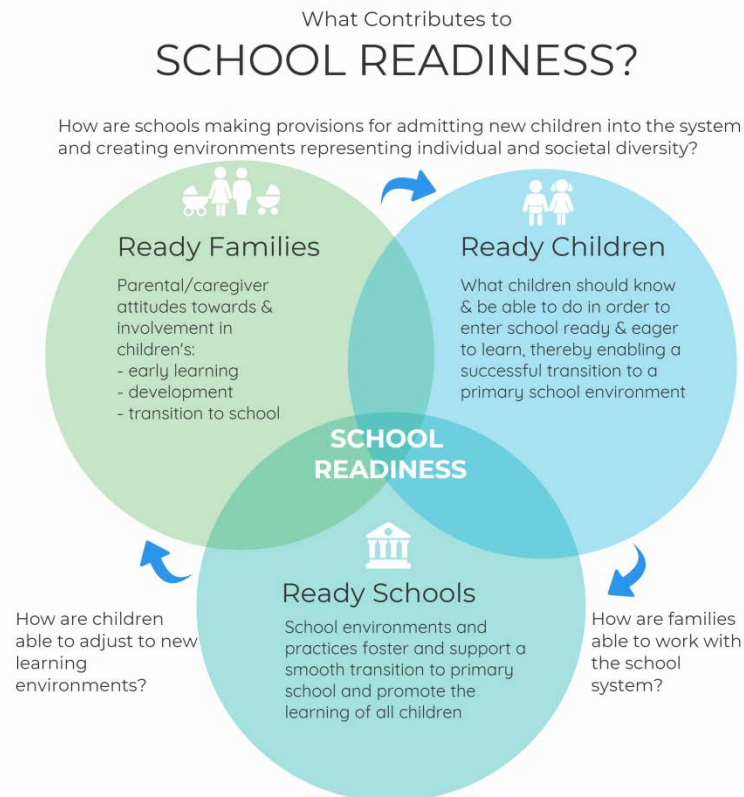 What Contributes to
SCHOOL READINESS?
How are schools making provisions for admitting new children into the system
and creating environments representing individual and societal diversity?
Ready Families
Parental/caregiver
attitudes towards &
involvement in
children's:
- early learning
- development
- transition to school
Ready Children
What children should know
& be able to do in order to
enter school ready & eager
to learn, thereby enabling a
successful transition to a
primary school environment
SCHOOL
READINESS
Ready Schools
School environments and
practices foster and support a
smooth transition to primary
school and promote the
learning of all children
How are children
able to adjust to new
learning
environments?
How are families
able to work with
the school
system?